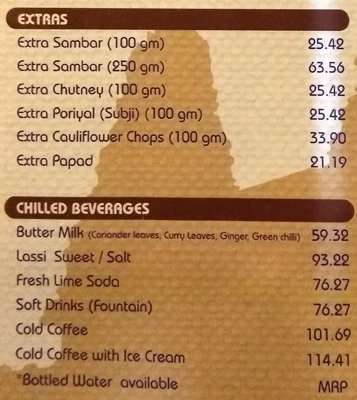 EXTRAS
Extra Sambar (100 gm) 25.42
Extra Sambar (250 gm) 63.56
Extra Chutney (100 gm) 25.42
Extra Poriyal (Subji) (100 gm) 25.42
Extra Cauliflower Chops (100 gm) 33.90
Extra Papad 21.19
CHILLED BEVERAGES
Butter Milk (Coriander leaves, Curry Leaves, Ginger, Green chilli) 59.32
Lassi Sweet / Salt 93.22
Fresh Lime Soda 76.27
Soft Drinks (Fountain) 76.27
Cold Coffee 101.69
Cold Coffee with Ice Cream 114.41
*Bottled Water available MRP